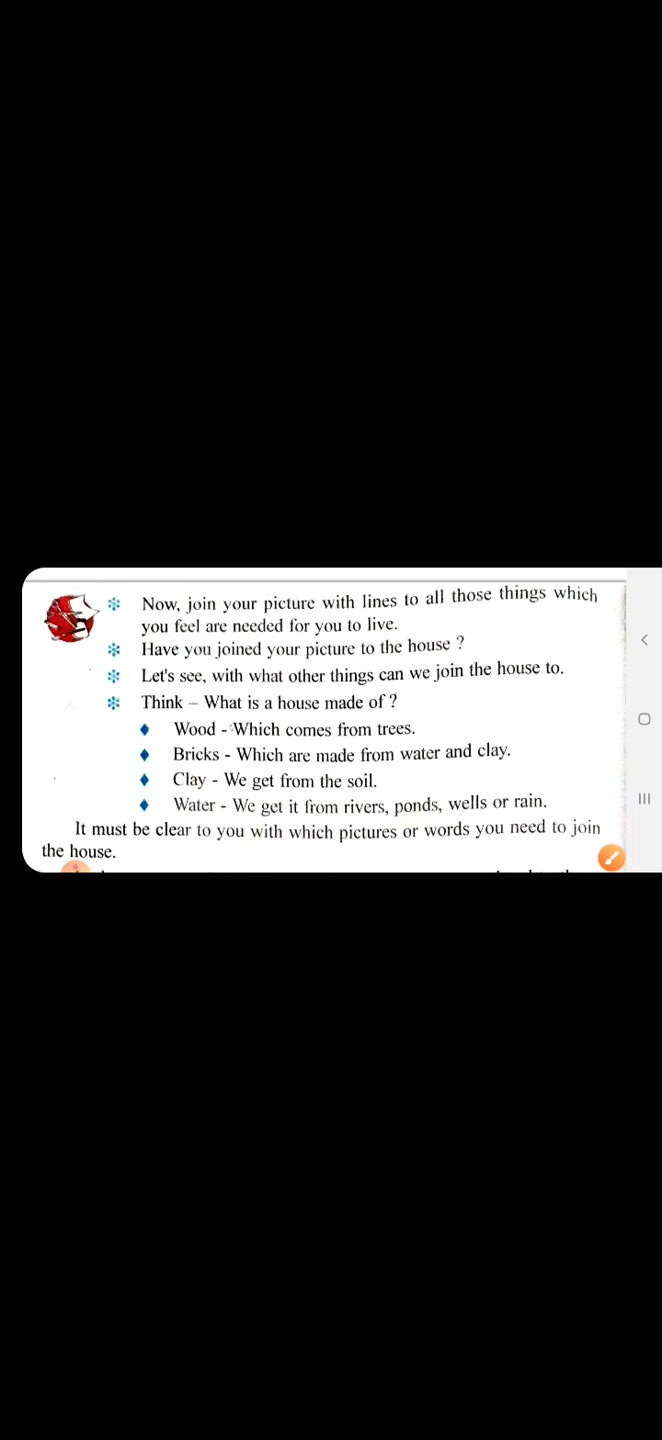 Now, join your picture with lines to all those things which
you feel are needed for you to live.
Have you joined your picture to the house ?
Let's see, with what other things can we join the house to.
Think – What is a house made of ?
Wood - Which comes from trees.
Bricks - Which are made from water and clay.
Clay - We get from the soil.
Water - We get it from rivers, ponds, wells or rain.
It must be clear to you with which pictures or words you need to join
the house.